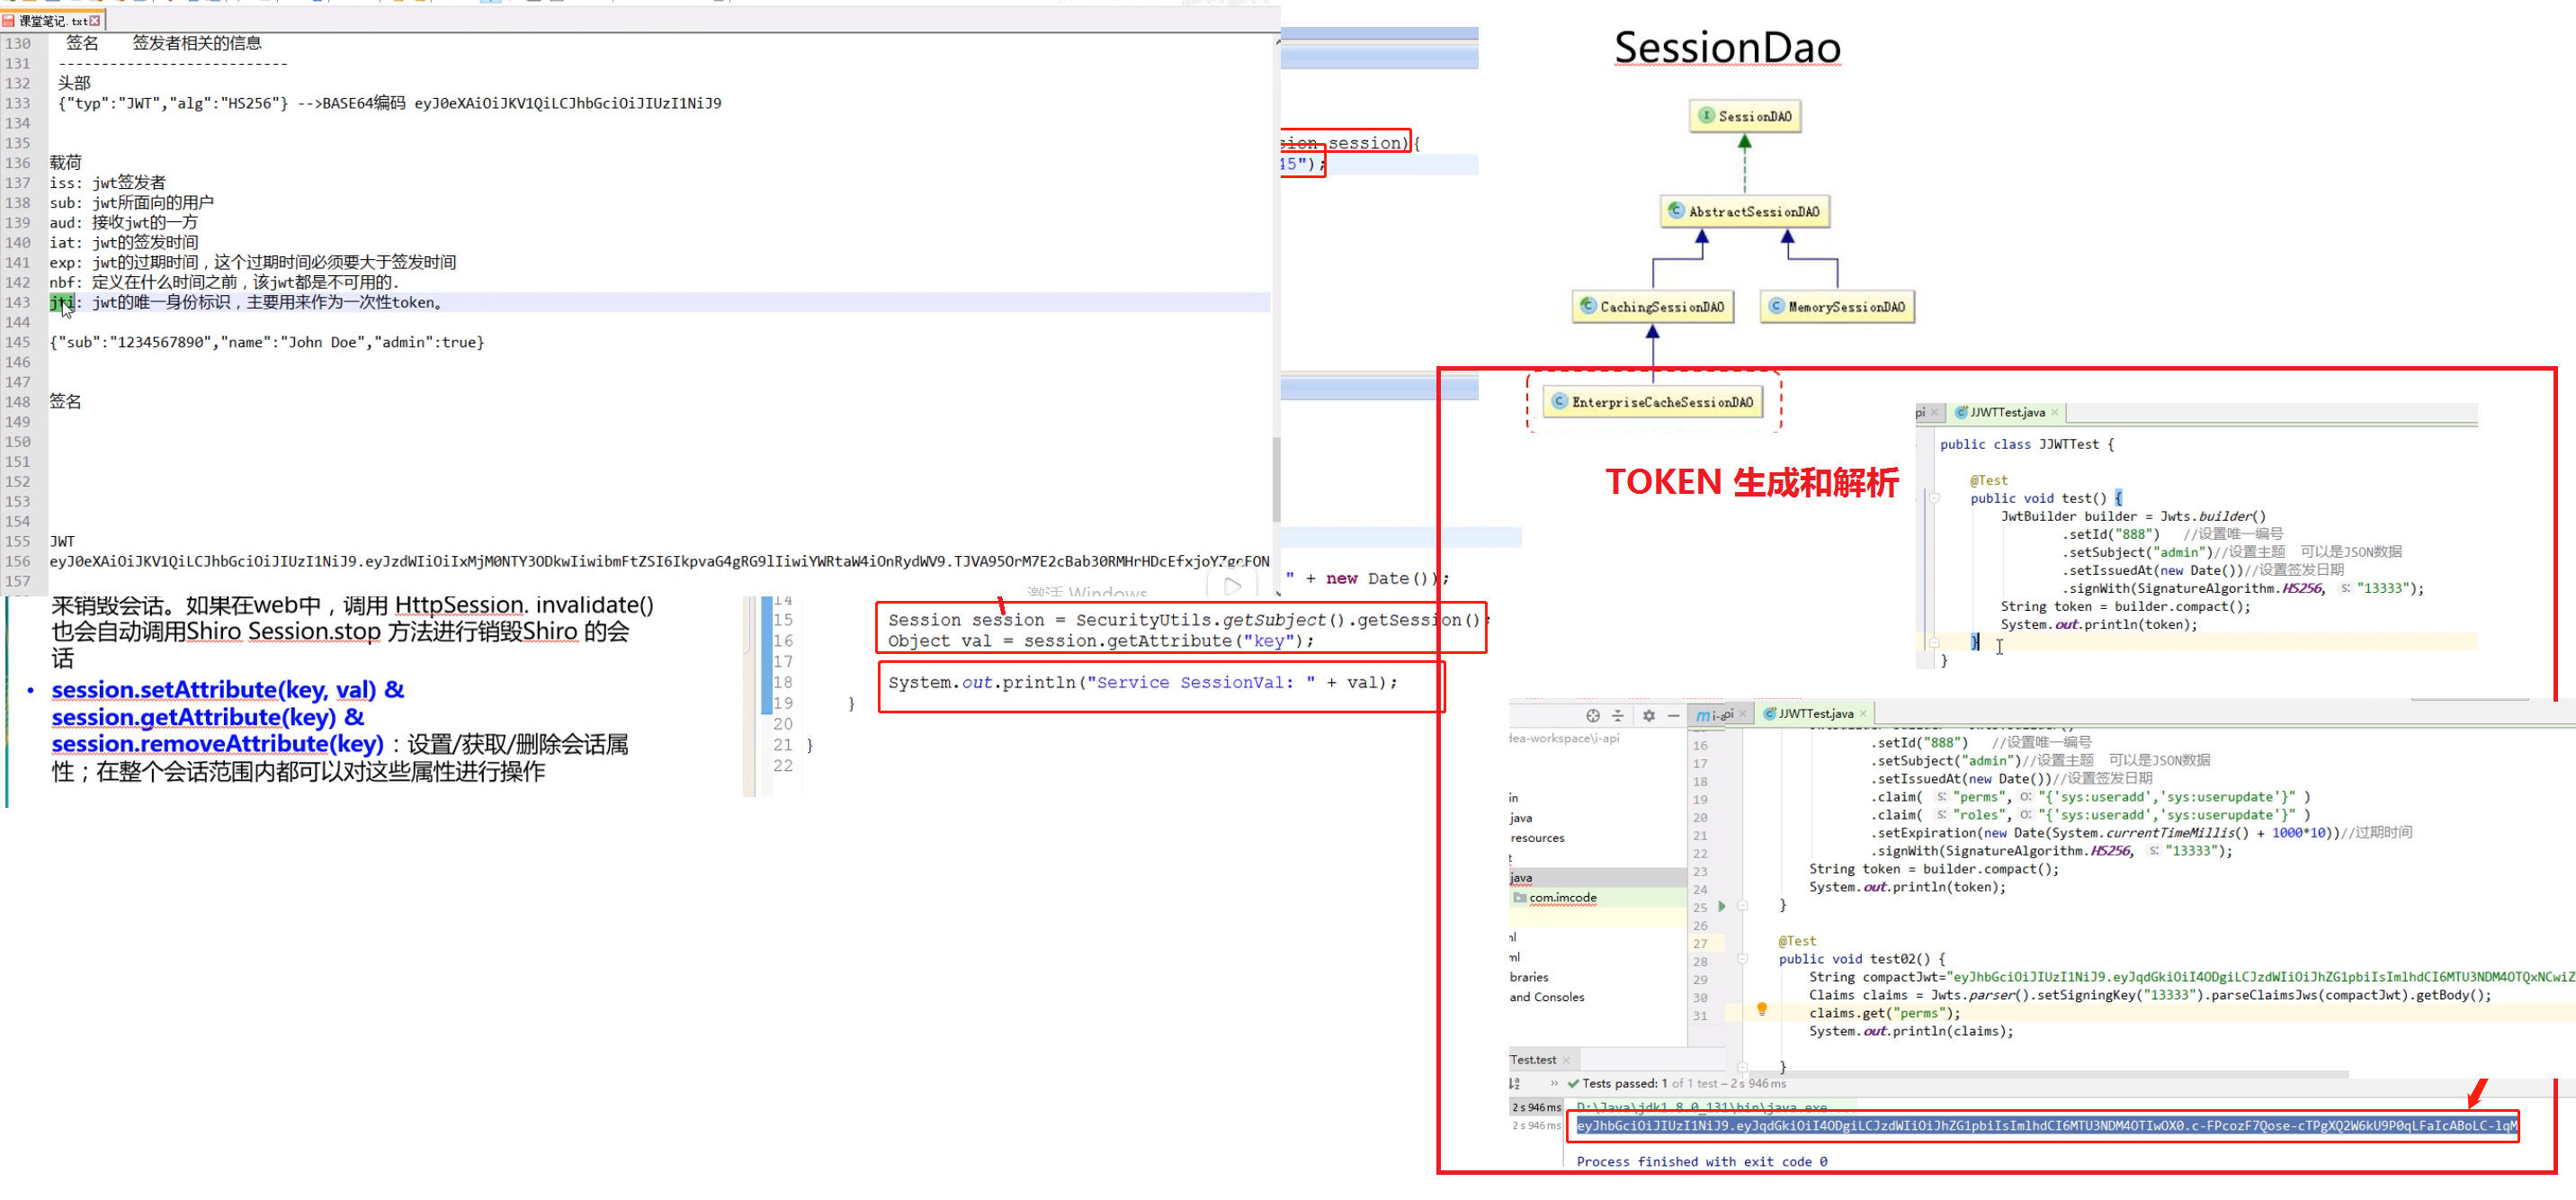 课堂笔记.txt
130 签名 签发者相关的信息
131 ---------------------------
132 头部
133 {"typ":"JWT","alg":"HS256"} -->BASE64编码 eyJ0eXAiOiJKV1QiLCJhbGciOiJIUzI1NiJ9
134
135
136 载荷
137 iss: jwt签发者
138 sub: jwt所面向的用户
139 aud: 接收jwt的一方
140 iat: jwt的签发时间
141 exp: jwt的过期时间，这个过期时间必须要大于签发时间
142 nbf: 定义在什么时间之前，该jwt都是不可用的.
143 jti: jwt的唯一身份标识，主要用来作为一次性token。
144
145 {"sub":"1234567890","name":"John Doe","admin":true}
146
147
148 签名
149
150
151
152
153
154
155 JWT
156 eyJ0eXAiOiJKV1QiLCJhbGciOiJIUzI1NiJ9.eyJzdWIiOiIxMjM0NTY3ODkwIiwibmFtZSI6IkpvaG4gRG9lIiwiYWRtaW4iOnRydWV9.TJVA95OrM7E2cBab30RMHrHDcEfxjoYZgeFON
157
激活 Windows
来销毁会话。如果在web中，调用 HttpSession. invalidate()
也会自动调用Shiro Session.stop 方法进行销毁Shiro 的会
话
• session.setAttribute(key, val) &
session.getAttribute(key) &
session.removeAttribute(key)：设置/获取/删除会话属
性；在整个会话范围内都可以对这些属性进行操作
sion session){
45");
" + new Date());
14
15 Session session = SecurityUtils.getSubject().getSession();
16 Object val = session.getAttribute("key");
17
18 System.out.println("Service SessionVal: " + val);
19 }
20
21 }
22
SessionDao
SessionDAO
AbstractSessionDAO
CachingSessionDAO
MemorySessionDAO
EnterpriseCacheSessionDAO
TOKEN 生成和解析
pi
JJWTTest.java
public class JJWTTest {
@Test
public void test() {
JwtBuilder builder = Jwts.builder()
.setId("888") //设置唯一编号
.setSubject("admin")//设置主题 可以是JSON数据
.setIssuedAt(new Date())//设置签发日期
.signWith(SignatureAlgorithm.HS256, s: "13333");
String token = builder.compact();
System.out.println(token);
}
}
i-api
JJWTTest.java
dea-workspace\i-api
in
java
resources
t
java
com.imcode
ml
braries
and Consoles
16 .setId("888") //设置唯一编号
17 .setSubject("admin")//设置主题 可以是JSON数据
18 .setIssuedAt(new Date())//设置签发日期
19 .claim( s: "perms", o: "{'sys:useradd','sys:userupdate'}" )
20 .claim( s: "roles", o: "{'sys:useradd','sys:userupdate'}" )
21 .setExpiration(new Date(System.currentTimeMillis() + 1000*10))//过期时间
22 .signWith(SignatureAlgorithm.HS256, s: "13333");
23 String token = builder.compact();
24 System.out.println(token);
25 }
26
27 @Test
28 public void test02() {
29 String compactJwt="eyJhbGciOiJIUzI1NiJ9.eyJqdGkiOiI4ODgiLCJzdWIiOiJhZG1pbiIsImlhdCI6MTU3NDM4OTQxNCwiZ
30 Claims claims = Jwts.parser().setSigningKey("13333").parseClaimsJws(compactJwt).getBody();
31 claims.get("perms");
System.out.println(claims);
}
Test.test
Tests passed: 1 of 1 test – 2 s 946 ms
2 s 946 ms D:\Java\jdk1.8.0_131\bin\java.exe ...
2 s 946 ms eyJhbGciOiJIUzI1NiJ9.eyJqdGkiOiI4ODgiLCJzdWIiOiJhZG1pbiIsImlhdCI6MTU3NDM4OTIwOX0.c-FPcozF7Qose-cTPgXQ2W6kU9P0qLFaIcABoLC-lqM
Process finished with exit code 0